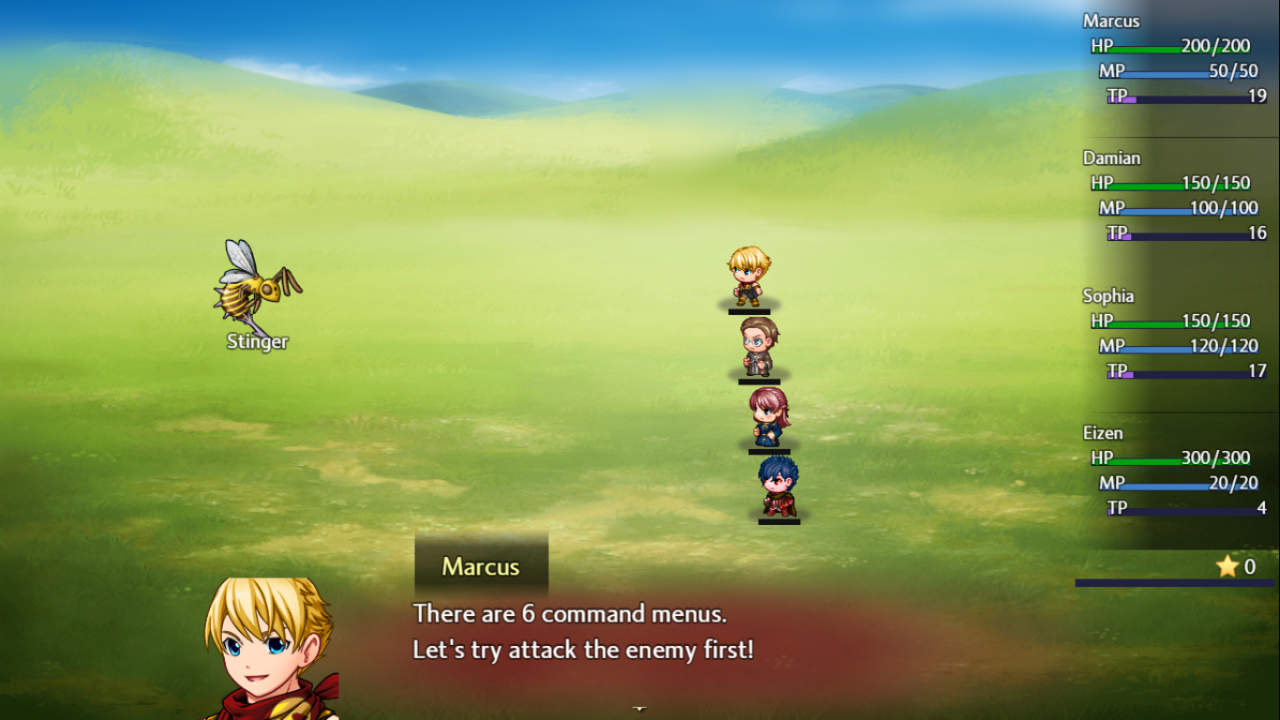 Marcus
HP 200/200
MP 50/50
TP 19
Damian
HP 150/150
MP 100/100
TP 16
Sophia
HP 150/150
MP 120/120
TP 17
Eizen
HP 300/300
MP 20/20
TP 4
0
Stinger
Marcus
There are 6 command menus.
Let's try attack the enemy first!